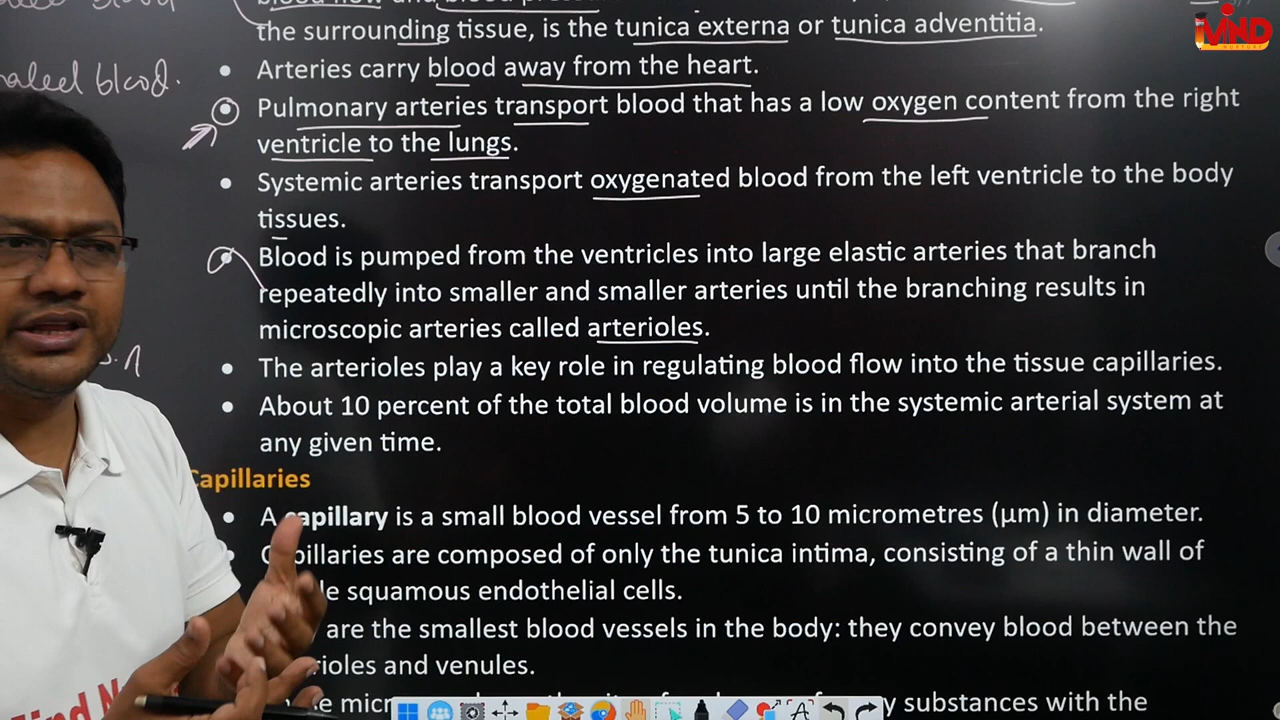 the surrounding tissue, is the tunica externa or tunica adventitia.
MIND
NURTURE
blood.
• Arteries carry blood away from the heart.
• Pulmonary arteries transport blood that has a low oxygen content from the right
ventricle to the lungs.
• Systemic arteries transport oxygenated blood from the left ventricle to the body
tissues.
• Blood is pumped from the ventricles into large elastic arteries that branch
repeatedly into smaller and smaller arteries until the branching results in
microscopic arteries called arterioles.
• The arterioles play a key role in regulating blood flow into the tissue capillaries.
• About 10 percent of the total blood volume is in the systemic arterial system at
any given time.
Capillaries
• A capillary is a small blood vessel from 5 to 10 micrometres (μm) in diameter.
• Capillaries are composed of only the tunica intima, consisting of a thin wall of
squamous endothelial cells.
are the smallest blood vessels in the body: they convey blood between the
and venules.
substances with the